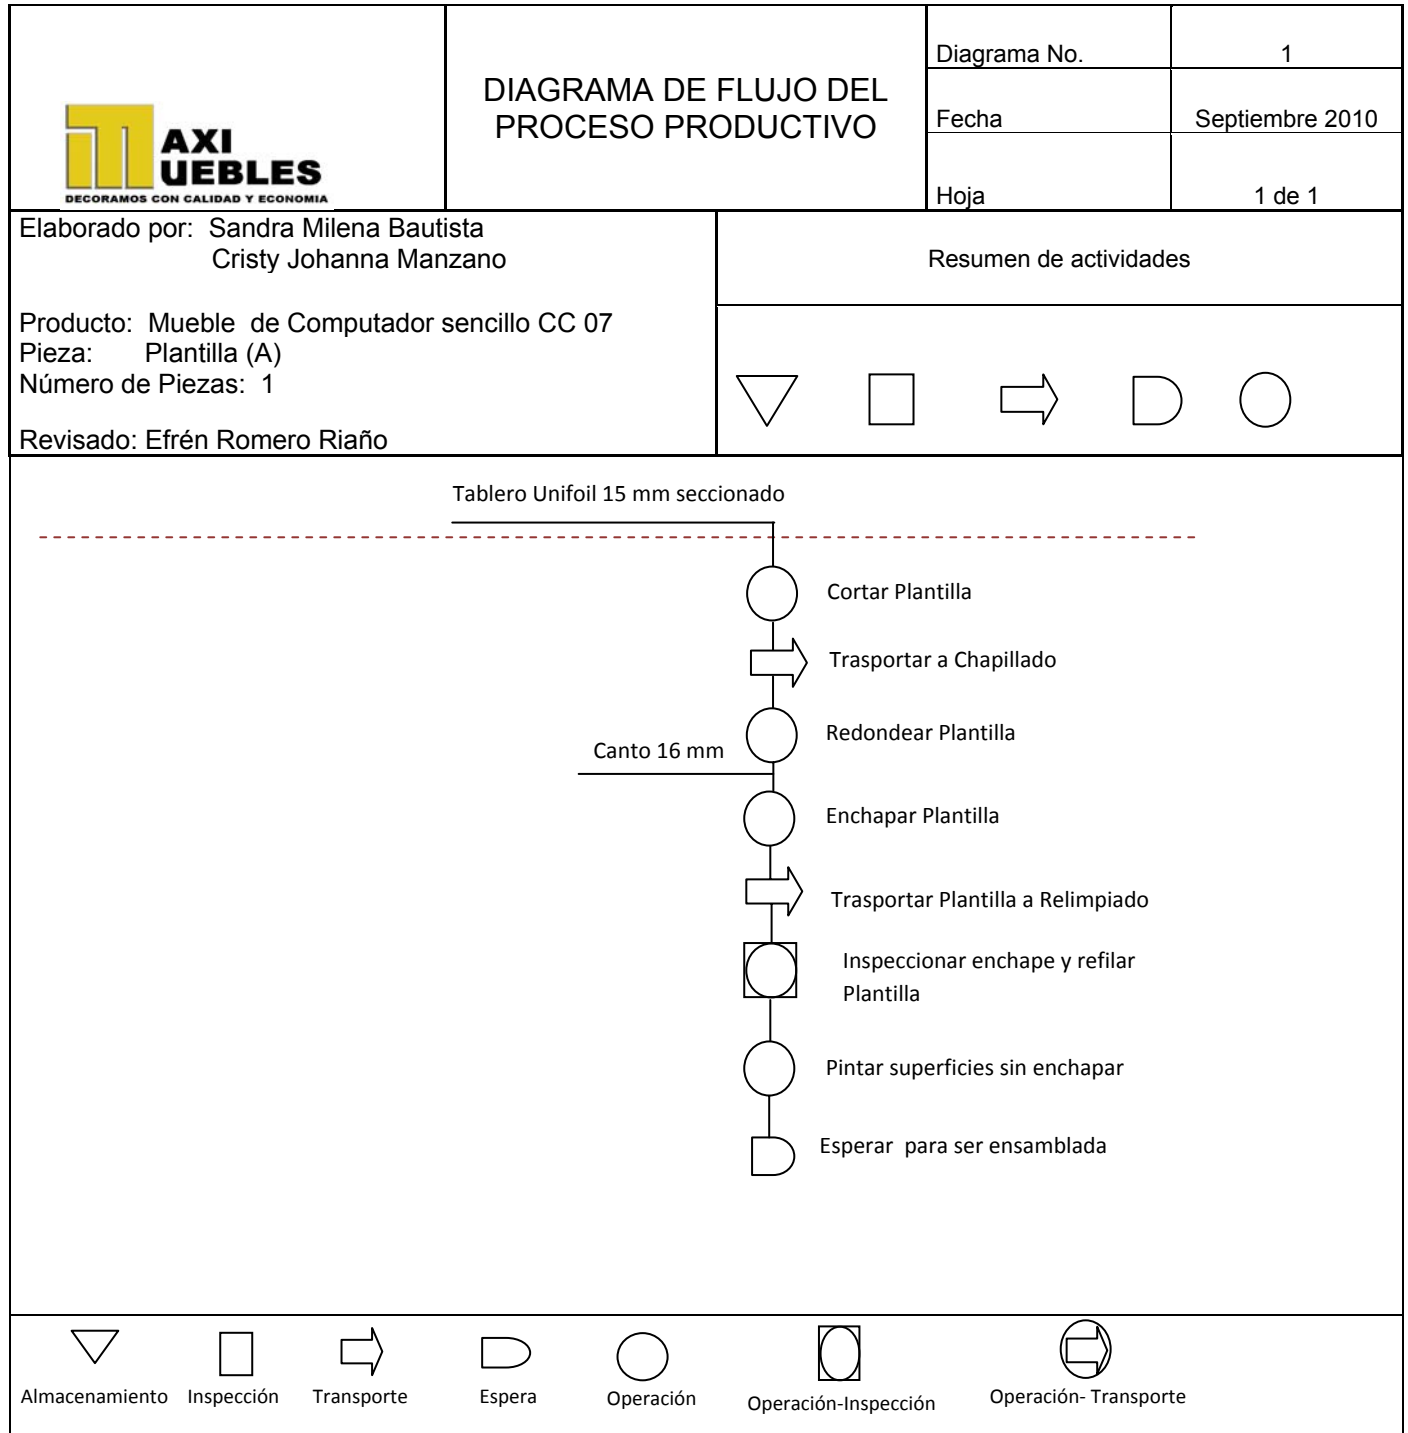 AXI
UEBLES
DECORAMOS CON CALIDAD Y ECONOMIA
DIAGRAMA DE FLUJO DEL
PROCESO PRODUCTIVO
Diagrama No. 1
Fecha Septiembre 2010
Hoja 1 de 1
Elaborado por: Sandra Milena Bautista
Cristy Johanna Manzano
Producto: Mueble de Computador sencillo CC 07
Pieza: Plantilla (A)
Número de Piezas: 1
Revisado: Efrén Romero Riaño
Resumen de actividades
Tablero Unifoil 15 mm seccionado
Cortar Plantilla
Trasportar a Chapillado
Redondear Plantilla
Canto 16 mm
Enchapar Plantilla
Trasportar Plantilla a Relimpiado
Inspeccionar enchape y refilar
Plantilla
Pintar superficies sin enchapar
Esperar para ser ensamblada
Almacenamiento Inspección Transporte Espera Operación Operación-Inspección Operación- Transporte